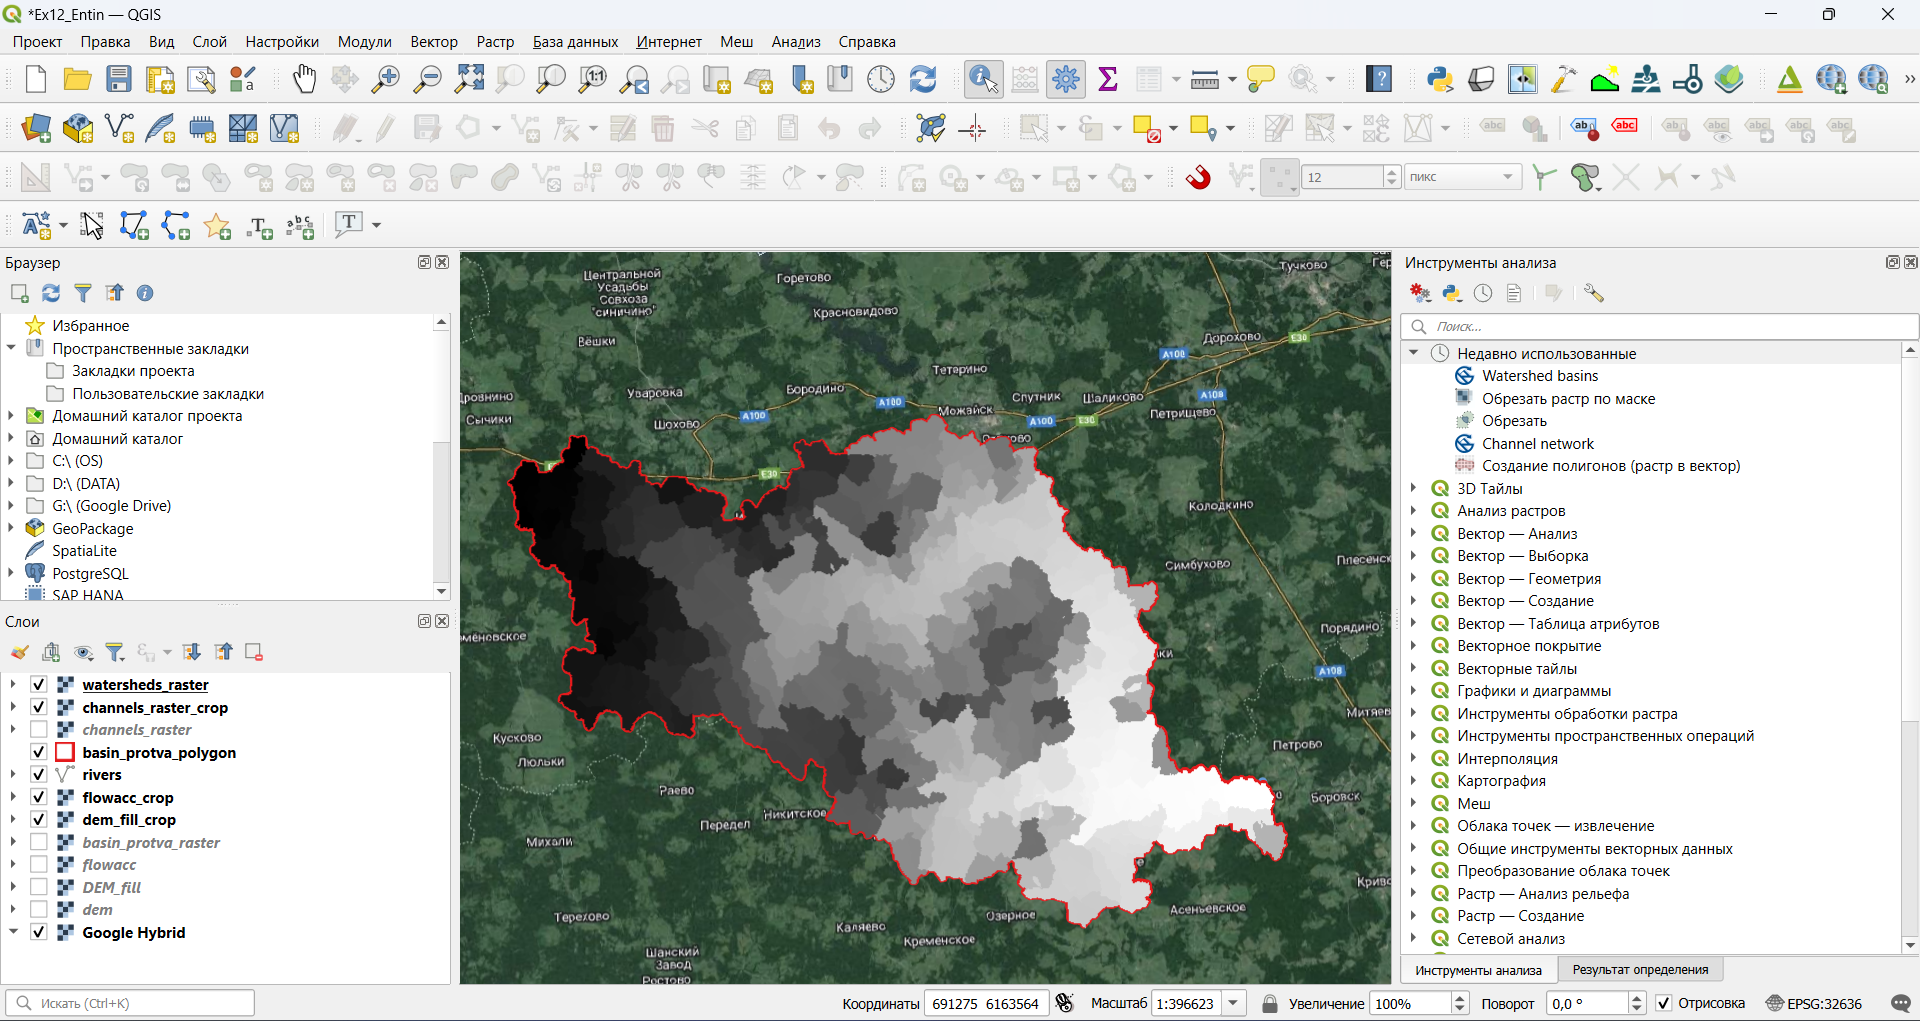 *Ex12_Entin — QGIS
Проект Правка Вид Слой Настройки Модули Вектор Растр База данных Интернет Меш Анализ Справка
12 пикс
Браузер
Избранное
Пространственные закладки
Закладки проекта
Пользовательские закладки
Домашний каталог проекта
Домашний каталог
C:\ (OS)
D:\ (DATA)
G:\ (Google Drive)
GeoPackage
SpatiaLite
PostgreSQL
SAP HANA
Слои
watersheds_raster
channels_raster_crop
channels_raster
basin_protva_polygon
rivers
flowacc_crop
dem_fill_crop
basin_protva_raster
flowacc
DEM_fill
dem
Google Hybrid
Центральной
Усадьбы
Совхоза
"синичино"
Горетово
Красновидово
Вёшки
Тучково
Дорохово
E30
A100
Тетерино
Уваровка
Бородино
A100
A100
Можайск
Спутник
Шаликово
A108
Петрищево
A100
E30
Сычики
Шохово
E30
Колодкино
Симбухово
Порядино
A108
Кусково
Люльки
Петрово
Раево
Никитское
Передел
Боровск
Михали
Терехово
Каляево
Озерное
Асеньевское
Кременское
Шанский
Завод
Инструменты анализа
Поиск...
Недавно использованные
Watershed basins
Обрезать растр по маске
Обрезать
Channel network
Создание полигонов (растр в вектор)
3D Тайлы
Анализ растров
Вектор — Анализ
Вектор — Выборка
Вектор — Геометрия
Вектор — Создание
Вектор — Таблица атрибутов
Векторное покрытие
Векторные тайлы
Графики и диаграммы
Инструменты обработки растра
Инструменты пространственных операций
Интерполяция
Картография
Меш
Облака точек — извлечение
Общие инструменты векторных данных
Преобразование облака точек
Растр — Анализ рельефа
Растр — Создание
Сетевой анализ
Инструменты анализа Результат определения
Искать (Ctrl+K) Координаты 691275 6163564 Масштаб 1:396623 Увеличение 100% Поворот 0,0 ° Отрисовка EPSG:32636